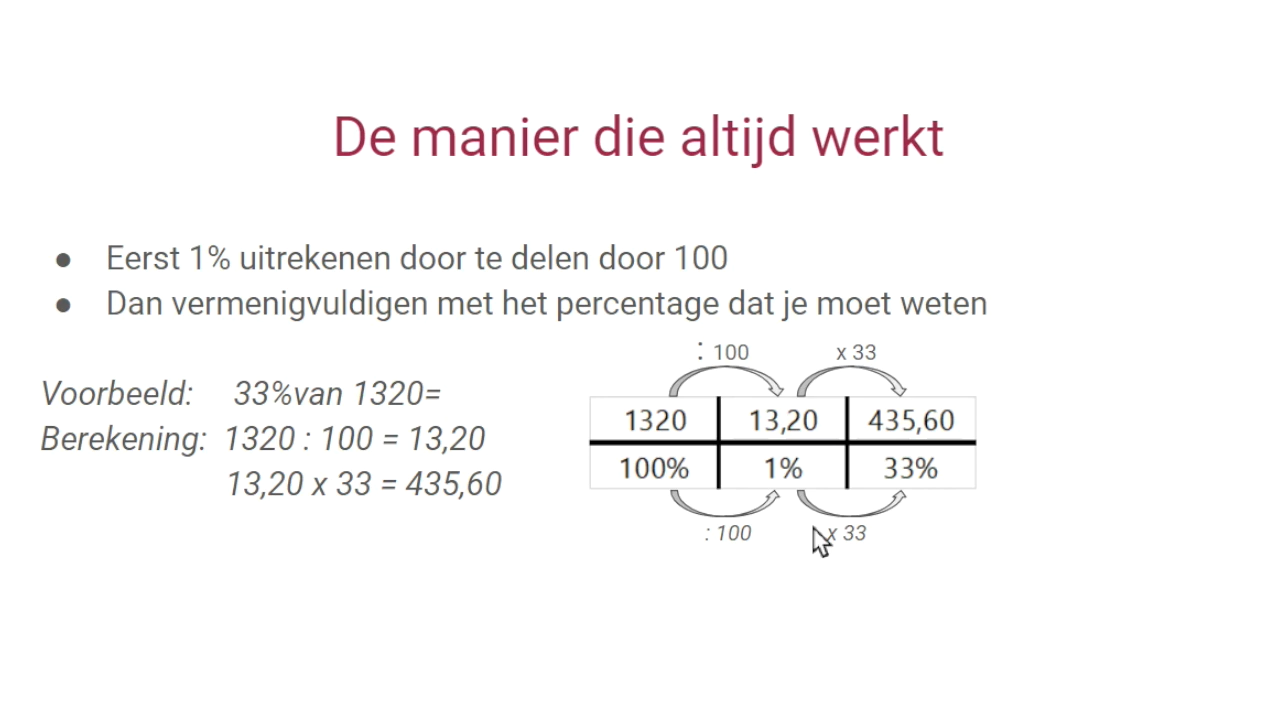 De manier die altijd werkt
● Eerst 1% uitrekenen door te delen door 100
● Dan vermenigvuldigen met het percentage dat je moet weten
Voorbeeld: 33%van 1320=
Berekening: 1320 : 100 = 13,20
13,20 x 33 = 435,60
: 100 x 33
1320 13,20 435,60
100% 1% 33%
: 100 x 33